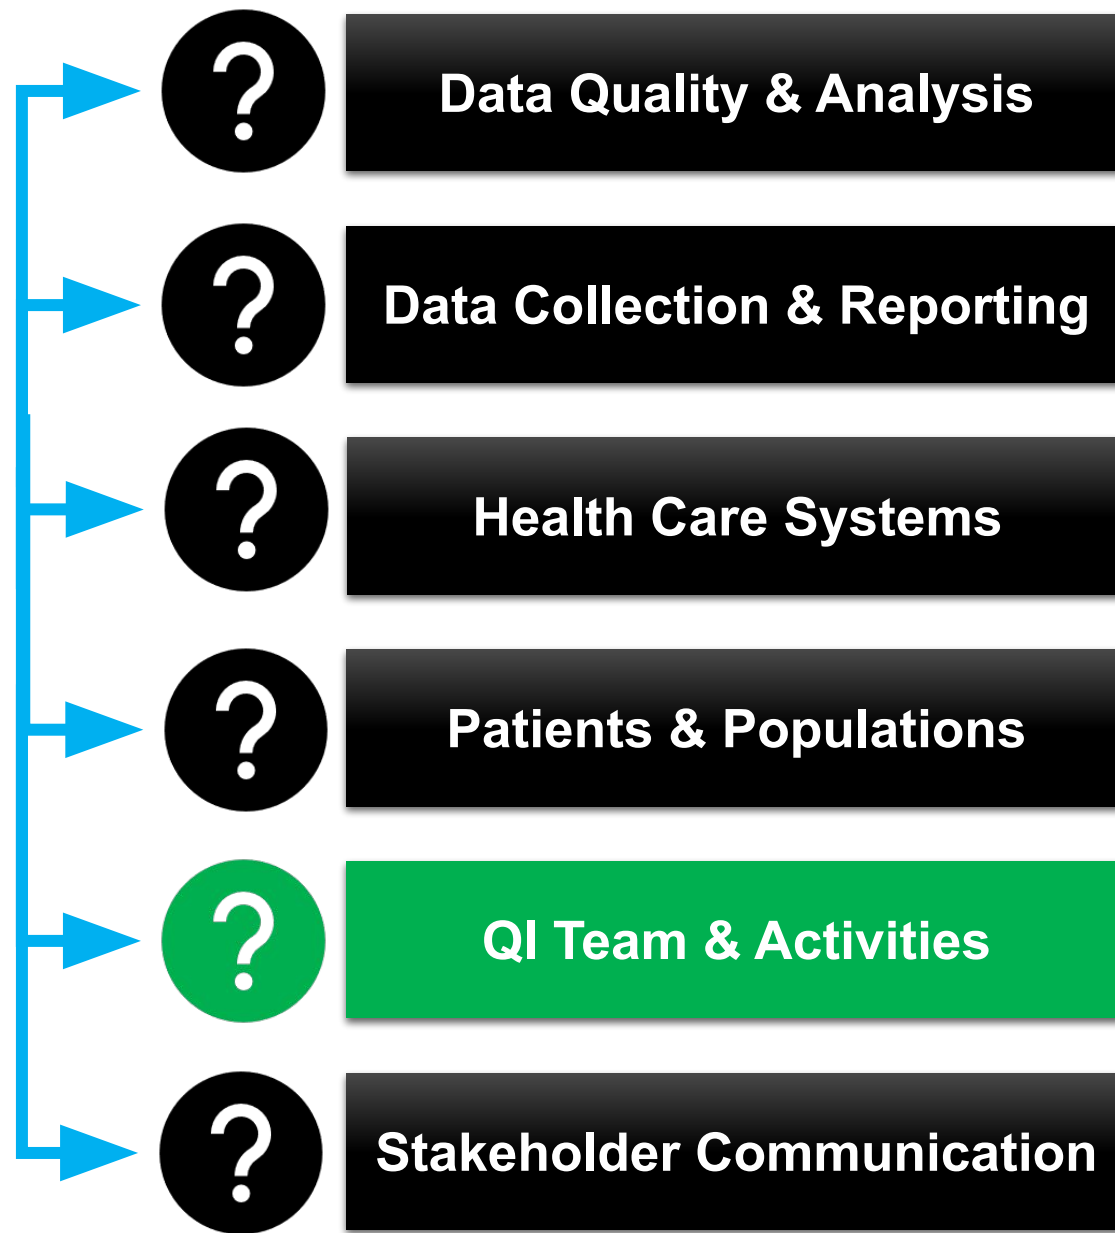 ?
Data Quality & Analysis
?
Data Collection & Reporting
?
Health Care Systems
?
Patients & Populations
?
QI Team & Activities
?
Stakeholder Communication